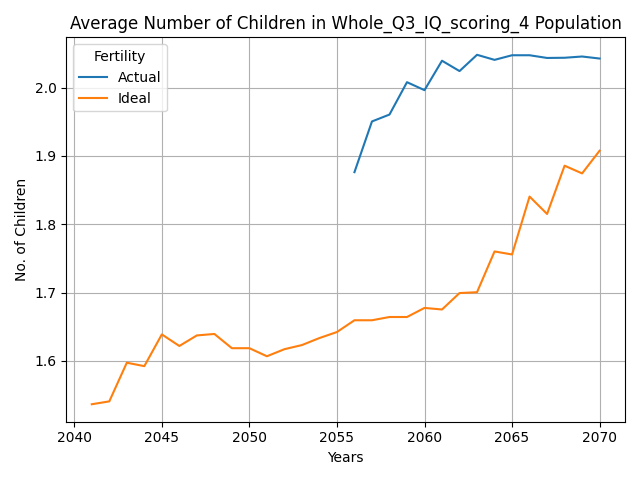 Average Number of Children in Whole_Q3_IQ_scoring_4 Population
Fertility
Actual
Ideal
No. of Children
2.0
1.9
1.8
1.7
1.6
2040 2045 2050 2055 2060 2065 2070
Years